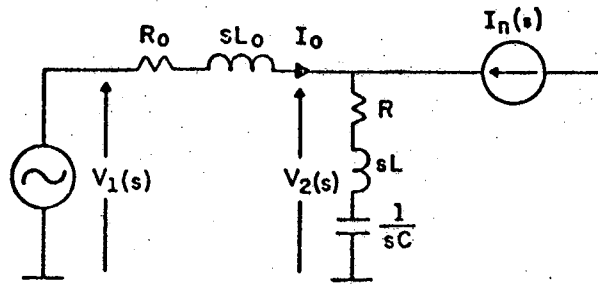 R₀
sL₀
I₀
Iₙ(s)
V₁(s)
V₂(s)
R
sL
1
sC